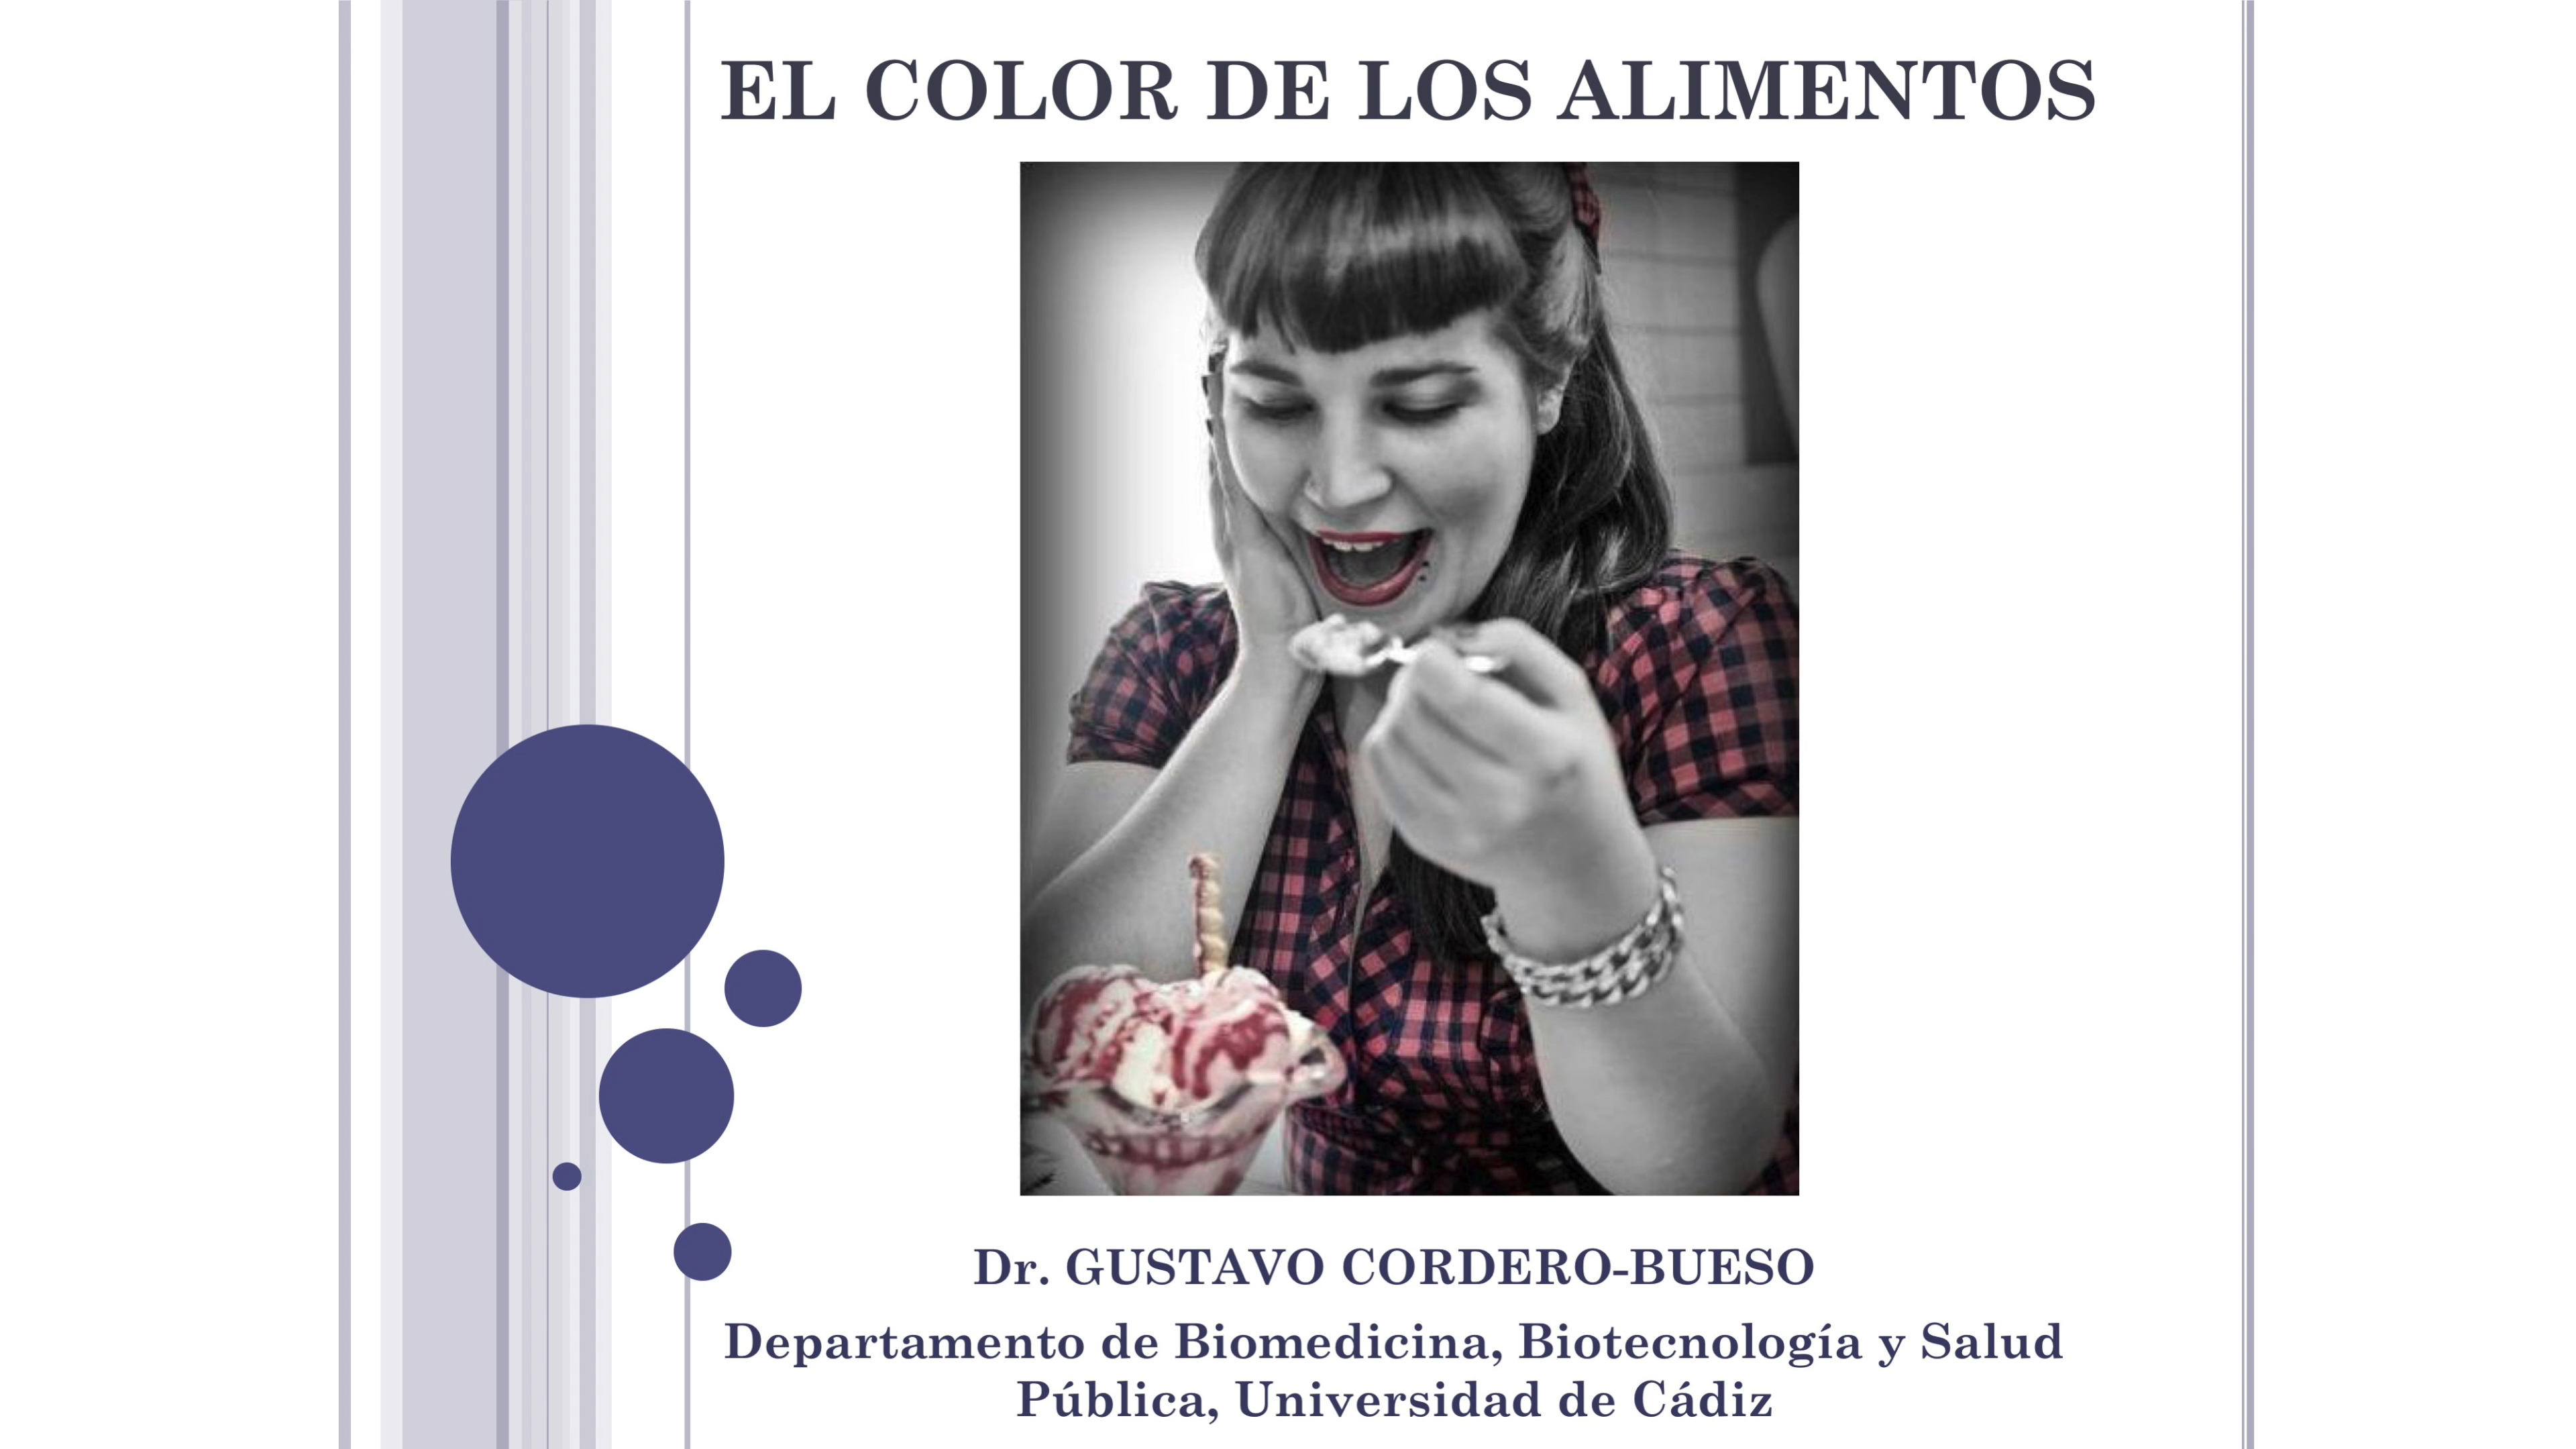 EL COLOR DE LOS ALIMENTOS
Dr. GUSTAVO CORDERO-BUESO
Departamento de Biomedicina, Biotecnología y Salud
Pública, Universidad de Cádiz